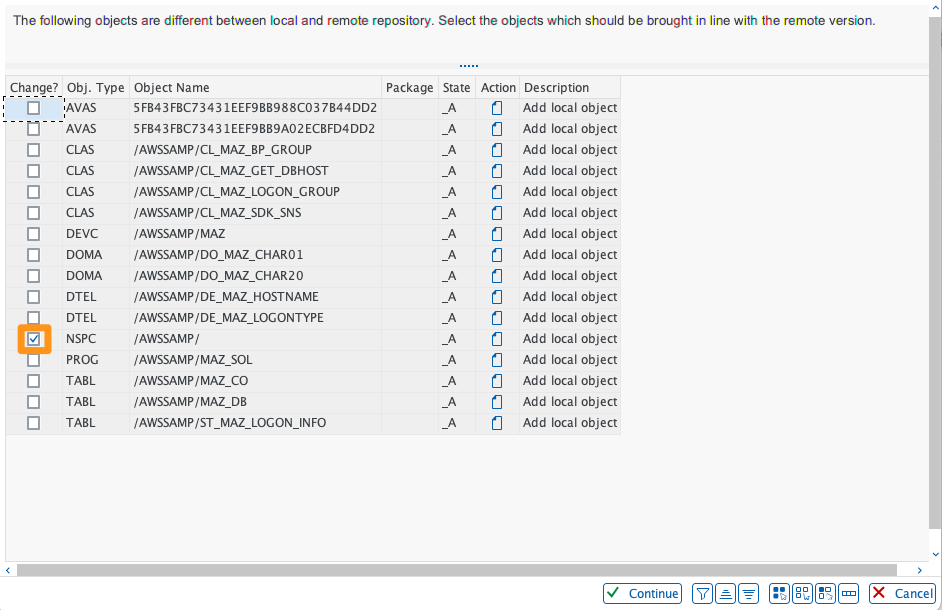 The following objects are different between local and remote repository. Select the objects which should be brought in line with the remote version.
Change? Obj. Type Object Name Package State Action Description
AVAS 5FB43FBC73431EEF9BB988C037B44DD2 _A Add local object
AVAS 5FB43FBC73431EEF9BB9A02ECBFD4DD2 _A Add local object
CLAS /AWSSAMP/CL_MAZ_BP_GROUP _A Add local object
CLAS /AWSSAMP/CL_MAZ_GET_DBHOST _A Add local object
CLAS /AWSSAMP/CL_MAZ_LOGON_GROUP _A Add local object
CLAS /AWSSAMP/CL_MAZ_SDK_SNS _A Add local object
DEVC /AWSSAMP/MAZ _A Add local object
DOMA /AWSSAMP/DO_MAZ_CHAR01 _A Add local object
DOMA /AWSSAMP/DO_MAZ_CHAR20 _A Add local object
DTEL /AWSSAMP/DE_MAZ_HOSTNAME _A Add local object
DTEL /AWSSAMP/DE_MAZ_LOGONTYPE _A Add local object
NSPC /AWSSAMP/ _A Add local object
PROG /AWSSAMP/MAZ_SOL _A Add local object
TABL /AWSSAMP/MAZ_CO _A Add local object
TABL /AWSSAMP/MAZ_DB _A Add local object
TABL /AWSSAMP/ST_MAZ_LOGON_INFO _A Add local object
Continue Cancel